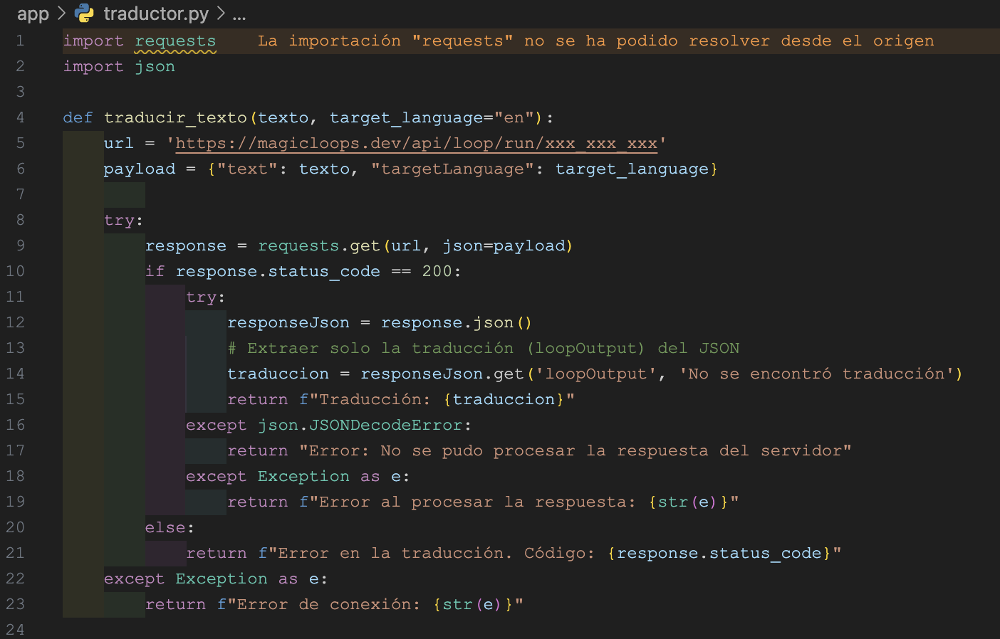 app > traductor.py > ...
1 import requests La importación "requests" no se ha podido resolver desde el origen
2 import json
3
4 def traducir_texto(texto, target_language="en"):
5     url = 'https://magicloops.dev/api/loop/run/xxx_xxx_xxx'
6     payload = {"text": texto, "targetLanguage": target_language}
7
8     try:
9         response = requests.get(url, json=payload)
10         if response.status_code == 200:
11             try:
12                 responseJson = response.json()
13                 # Extraer solo la traducción (loopOutput) del JSON
14                 traduccion = responseJson.get('loopOutput', 'No se encontró traducción')
15                 return f"Traducción: {traduccion}"
16             except json.JSONDecodeError:
17                 return "Error: No se pudo procesar la respuesta del servidor"
18             except Exception as e:
19                 return f"Error al procesar la respuesta: {str(e)}"
20         else:
21             return f"Error en la traducción. Código: {response.status_code}"
22     except Exception as e:
23         return f"Error de conexión: {str(e)}"
24